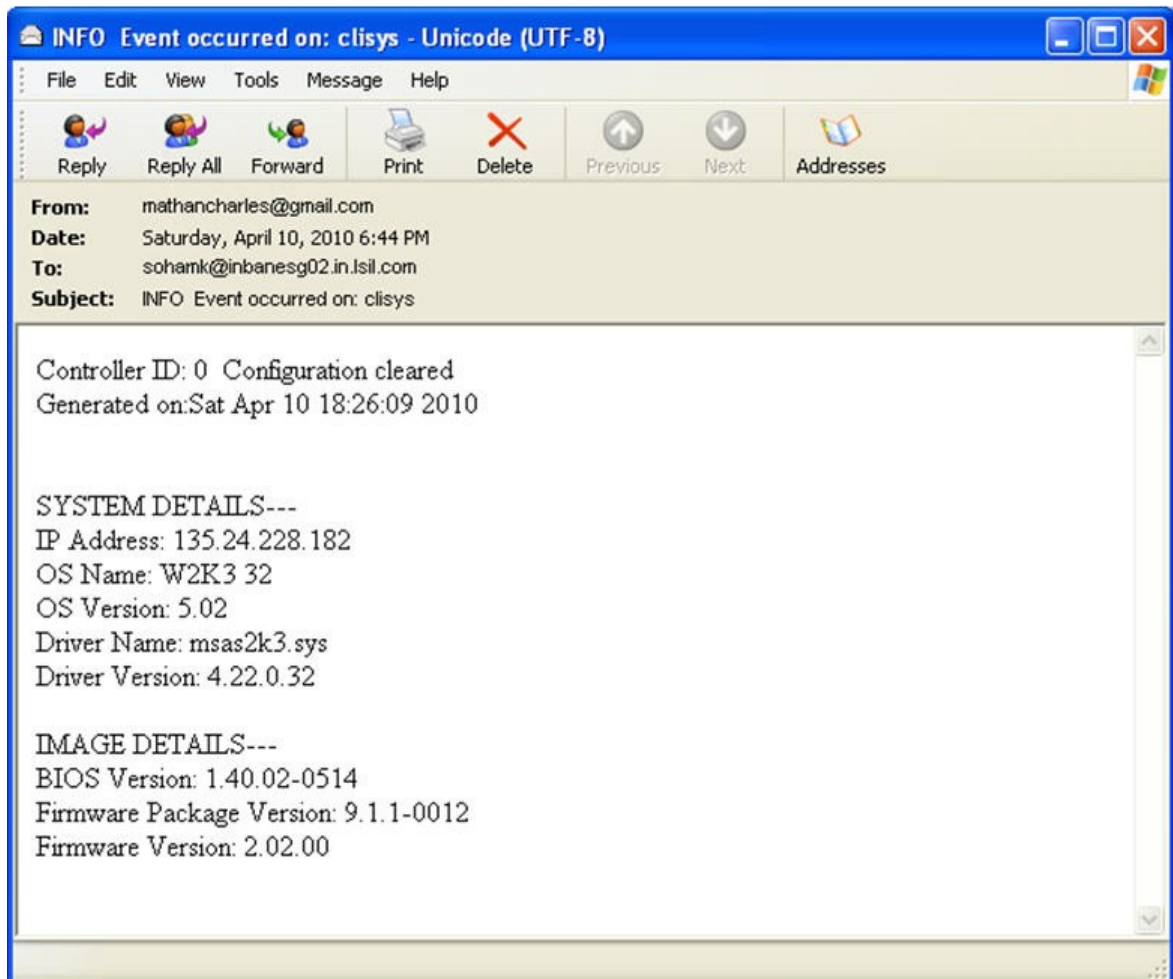 INFO Event occurred on: clisys - Unicode (UTF-8)
File Edit View Tools Message Help
Reply Reply All Forward Print Delete Previous Next Addresses
From: mathancharles@gmail.com
Date: Saturday, April 10, 2010 6:44 PM
To: sohamk@inbanesg02.in.lsil.com
Subject: INFO Event occurred on: clisys
Controller ID: 0 Configuration cleared
Generated on:Sat Apr 10 18:26:09 2010
SYSTEM DETAILS---
IP Address: 135.24.228.182
OS Name: W2K3 32
OS Version: 5.02
Driver Name: msas2k3.sys
Driver Version: 4.22.0.32
IMAGE DETAILS---
BIOS Version: 1.40.02-0514
Firmware Package Version: 9.1.1-0012
Firmware Version: 2.02.00